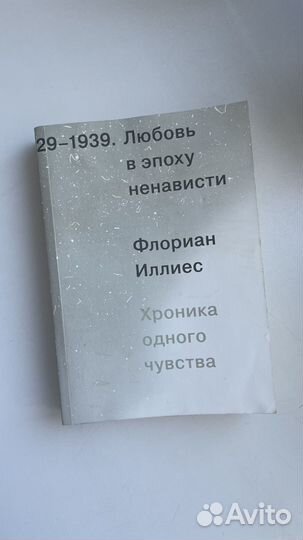 29–1939. Любовь
в эпоху
ненависти
Флориан
Иллиес
Хроника
одного
чувства
Avito